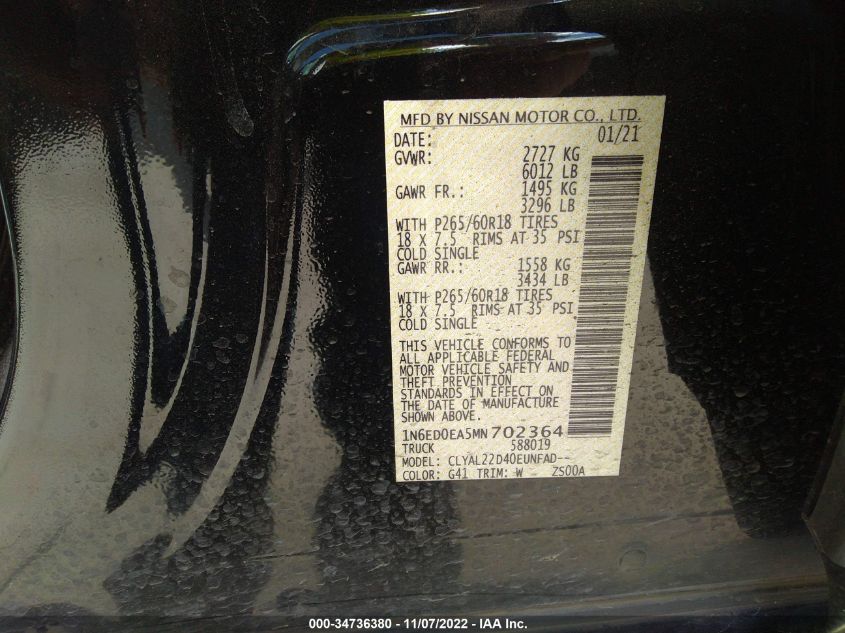 MFD BY NISSAN MOTOR CO., LTD.
DATE: 01/21
GVWR: 2727 KG
6012 LB
GAWR FR.: 1495 KG
3296 LB
WITH P265/60R18 TIRES
18 X 7.5 RIMS AT 35 PSI
COLD SINGLE
GAWR RR.: 1558 KG
3434 LB
WITH P265/60R18 TIRES
18 X 7.5 RIMS AT 35 PSI
COLD SINGLE
THIS VEHICLE CONFORMS TO
ALL APPLICABLE FEDERAL
MOTOR VEHICLE SAFETY AND
THEFT PREVENTION
STANDARDS IN EFFECT ON
THE DATE OF MANUFACTURE
SHOWN ABOVE.
1N6ED0EA5MN702364
TRUCK 588019
MODEL: CLYAL22D40EUNFAD--
COLOR: G41 TRIM: W ZS00A
000-34736380 - 11/07/2022 - IAA Inc.